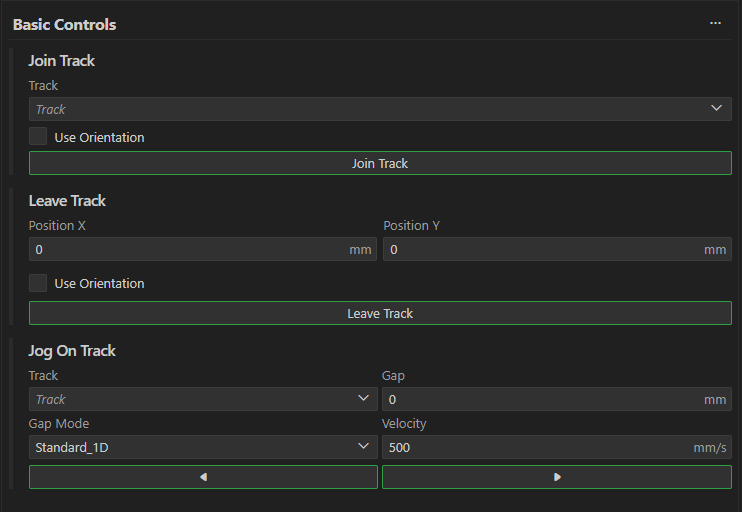 Basic Controls ...
Join Track
Track
Track
Use Orientation
Join Track
Leave Track
Position X Position Y
0 mm 0 mm
Use Orientation
Leave Track
Jog On Track
Track Gap
Track 0 mm
Gap Mode Velocity
Standard_1D 500 mm/s